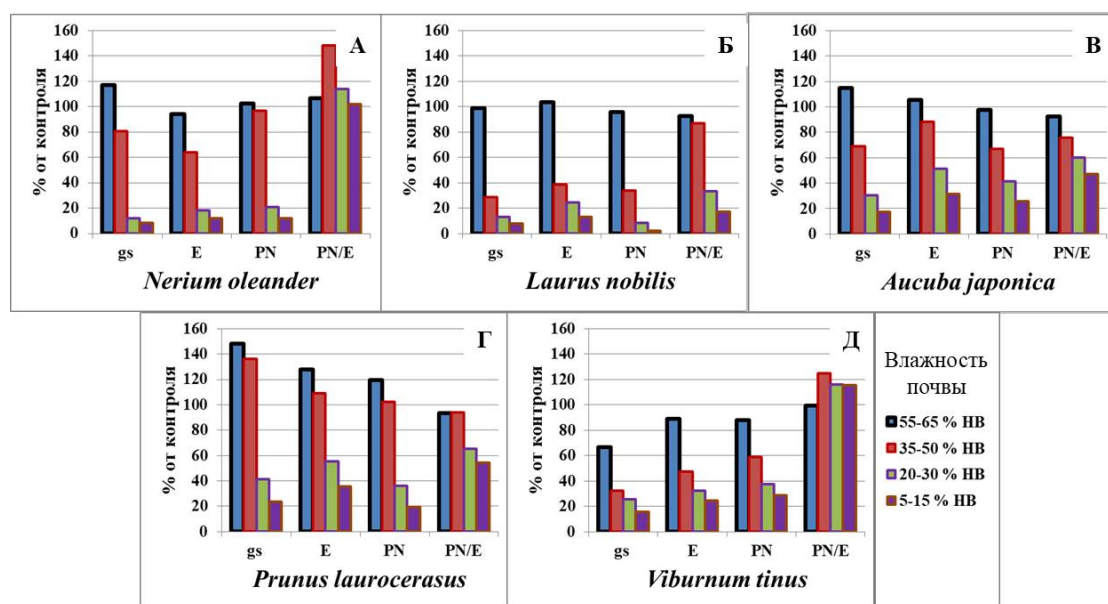 А
% от контроля
160
140
120
100
80
60
40
20
0
gs E PN PN/E
Nerium oleander
Б
% от контроля
160
140
120
100
80
60
40
20
0
gs E PN PN/E
Laurus nobilis
В
% от контроля
160
140
120
100
80
60
40
20
0
gs E PN PN/E
Aucuba japonica
Г
% от контроля
160
140
120
100
80
60
40
20
0
gs E PN PN/E
Prunus laurocerasus
Д
% от контроля
160
140
120
100
80
60
40
20
0
gs E PN PN/E
Viburnum tinus
Влажность
почвы
55-65 % НВ
35-50 % НВ
20-30 % НВ
5-15 % НВ